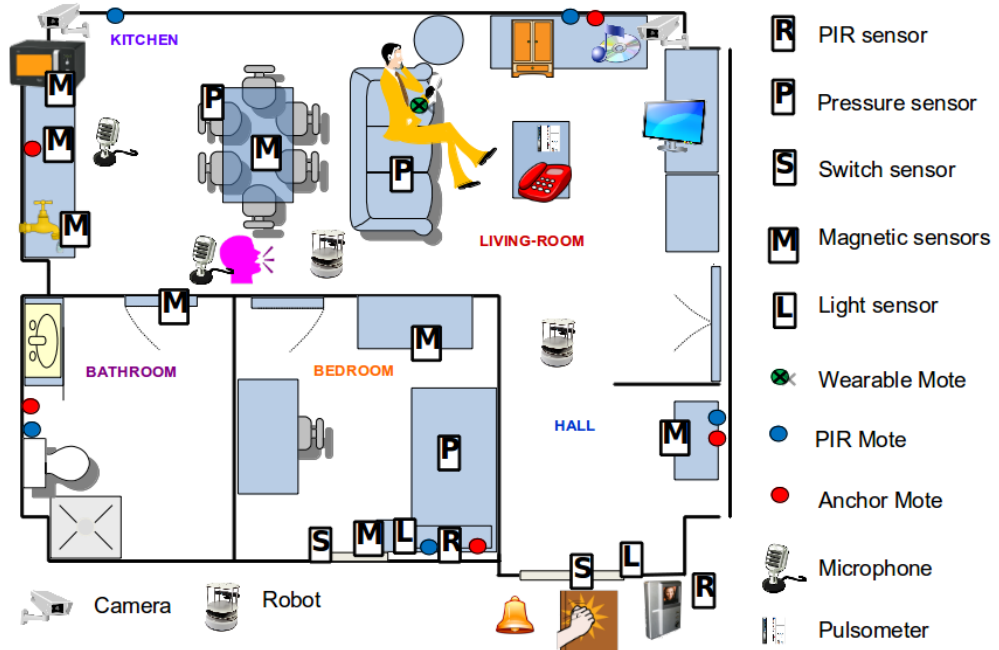 KITCHEN
M
M
M
P
M
P
LIVING-ROOM
M
BATHROOM
BEDROOM
M
HALL
M
P
S
M
L
R
S
L
R
Camera
Robot
R PIR sensor
P Pressure sensor
S Switch sensor
M Magnetic sensors
L Light sensor
Wearable Mote
PIR Mote
Anchor Mote
Microphone
Pulsometer